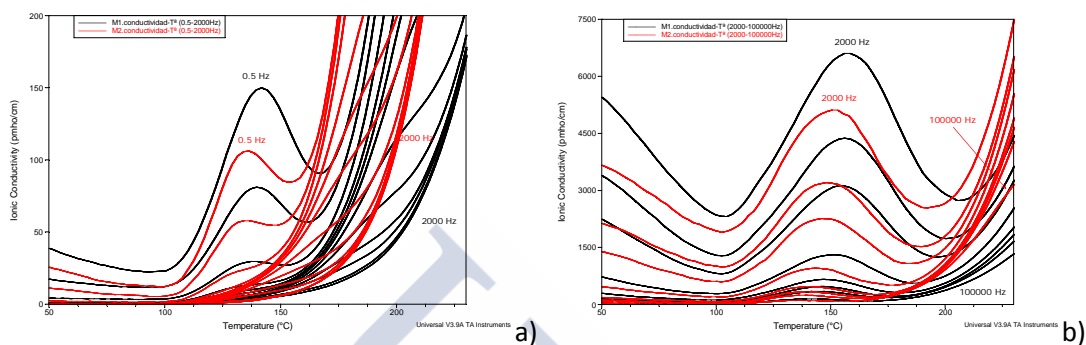 M1.conductividad-Tª (0.5-2000Hz)
M2.conductividad-Tª (0.5-2000Hz)
200
150
100
50
0
Ionic Conductivity (pmho/cm)
0.5 Hz
0.5 Hz
2000 Hz
2000 Hz
50
100
150
200
Temperature (°C)
Universal V3.9A TA Instruments
a)
M1.conductividad-Tª (2000-100000Hz)
M2.conductividad-Tª (2000-100000Hz)
7500
6000
4500
3000
1500
0
Ionic Conductivity (pmho/cm)
2000 Hz
2000 Hz
100000 Hz
100000 Hz
50
100
150
200
Temperature (°C)
Universal V3.9A TA Instruments
b)